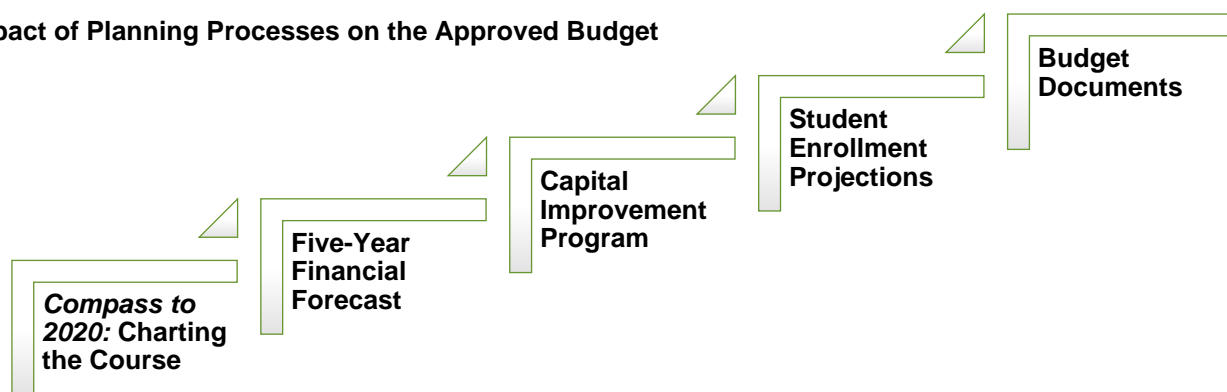 pact of Planning Processes on the Approved Budget
Budget
Documents
Student
Enrollment
Projections
Capital
Improvement
Program
Five-Year
Financial
Forecast
Compass to
2020: Charting
the Course